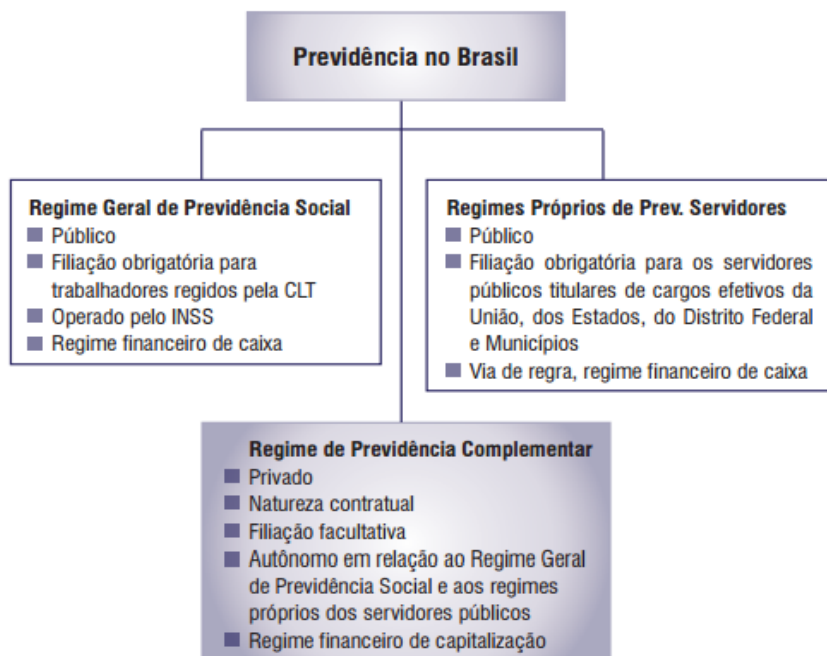 Previdência no Brasil
Regime Geral de Previdência Social
Público
Filiação obrigatória para
trabalhadores regidos pela CLT
Operado pelo INSS
Regime financeiro de caixa
Regimes Próprios de Prev. Servidores
Público
Filiação obrigatória para os servidores
públicos titulares de cargos efetivos da
União, dos Estados, do Distrito Federal
e Municípios
Via de regra, regime financeiro de caixa
Regime de Previdência Complementar
Privado
Natureza contratual
Filiação facultativa
Autônomo em relação ao Regime Geral
de Previdência Social e aos regimes
próprios dos servidores públicos
Regime financeiro de capitalização